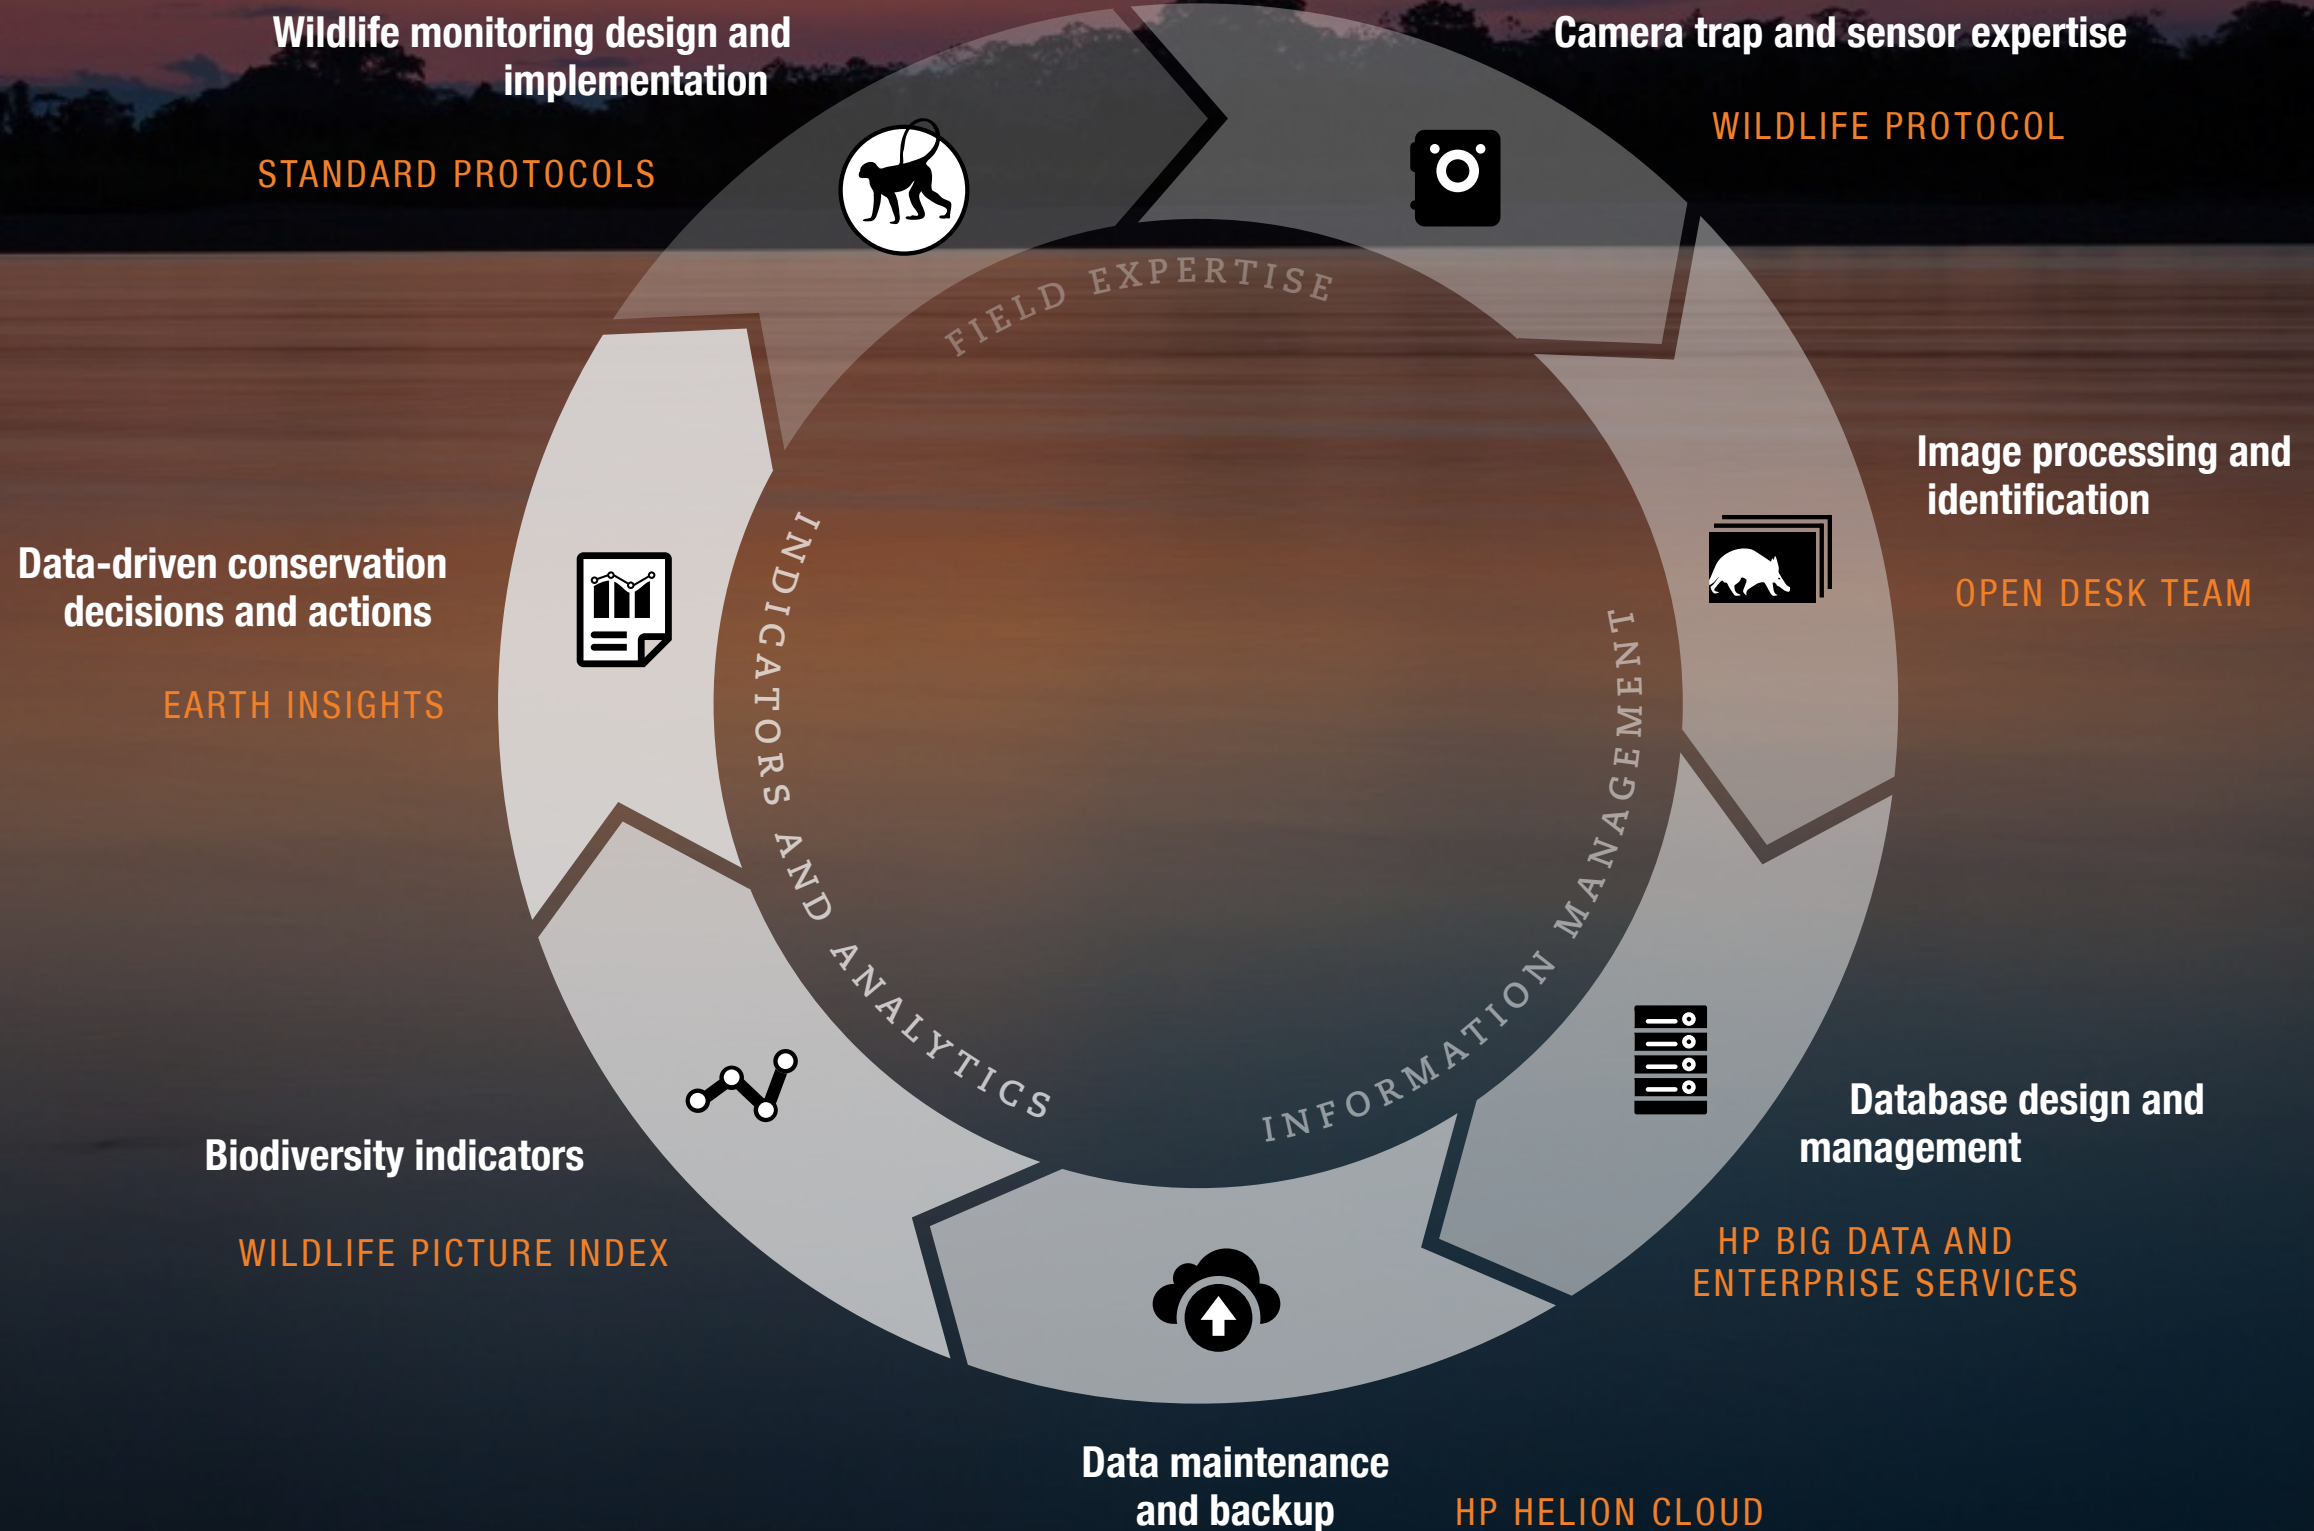 Wildlife monitoring design and
implementation
STANDARD PROTOCOLS
Camera trap and sensor expertise
WILDLIFE PROTOCOL
Image processing and
identification
OPEN DESK TEAM
Database design and
management
HP BIG DATA AND
ENTERPRISE SERVICES
Data maintenance
and backup
HP HELION CLOUD
Biodiversity indicators
WILDLIFE PICTURE INDEX
Data-driven conservation
decisions and actions
EARTH INSIGHTS
FIELD EXPERTISE
INFORMATION MANAGEMENT
INDICATORS AND ANALYTICS